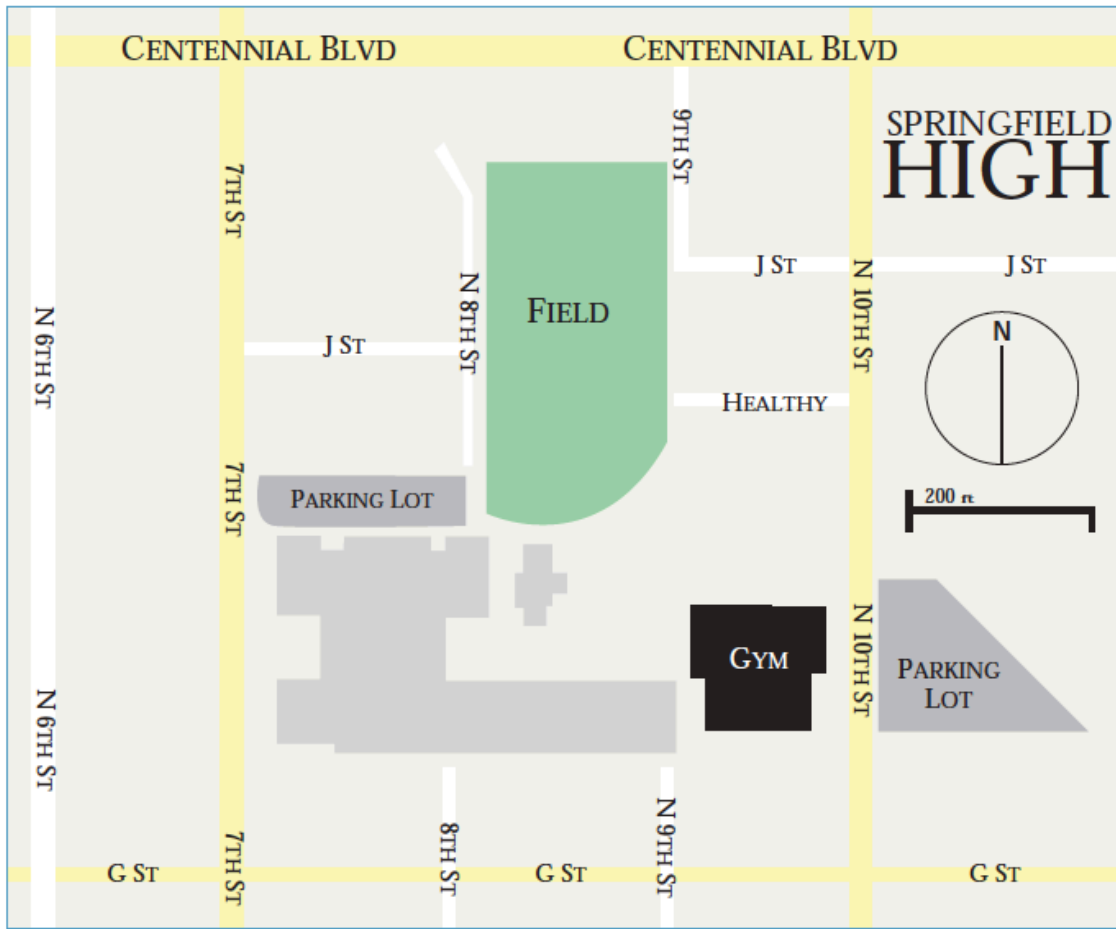 CENTENNIAL BLVD
CENTENNIAL BLVD
9TH ST
SPRINGFIELD
HIGH
7TH ST
J ST
J ST
N 10TH ST
N 8TH ST
FIELD
N 6TH ST
J ST
N
HEALTHY
7TH ST
PARKING LOT
200 ft
N 10TH ST
GYM
PARKING
LOT
N 6TH ST
7TH ST
8TH ST
N 9TH ST
G ST
G ST
G ST